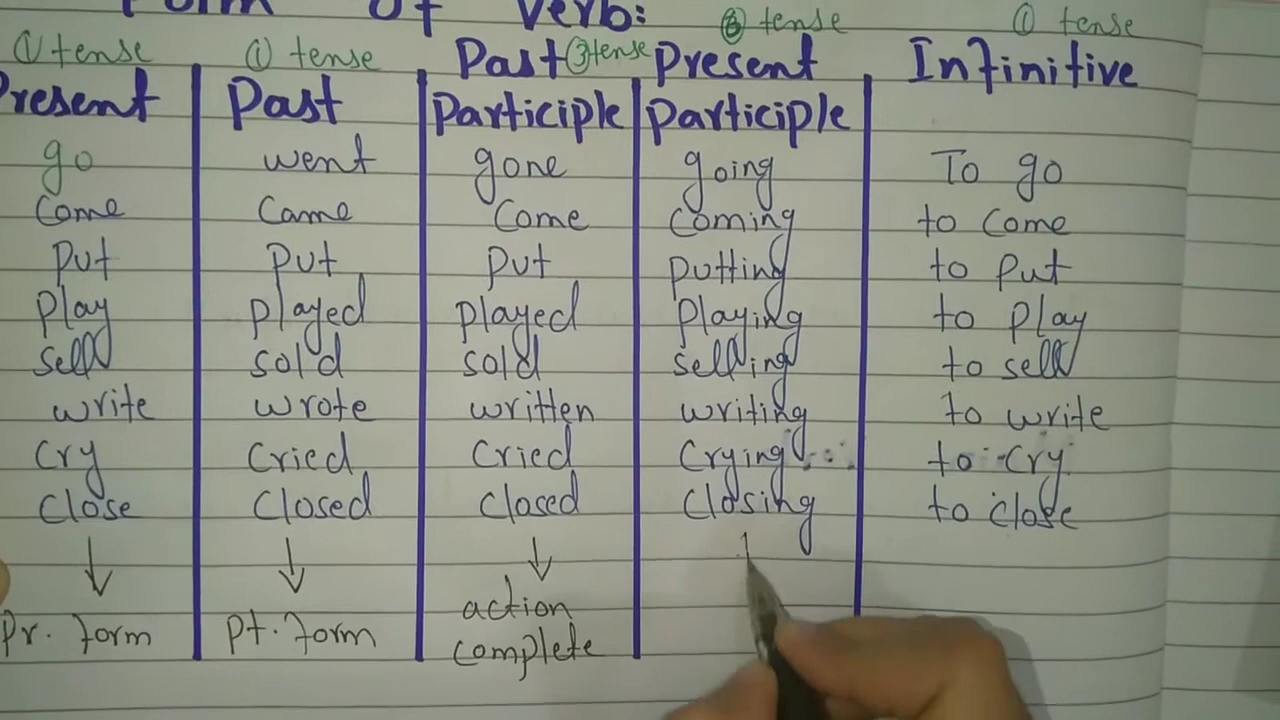 Form of Verb:
① tense ① tense ③ tense ⑥ tense ① tense
Present Past Past Participle Present Participle Infinitive
go went gone going To go
Come Came Come Coming to Come
Put Put Put Putting to Put
Play Played Played Playing to Play
Sell Sold Sold Selling to sell
write wrote written writing to write
Cry Cried Cried Crying to Cry
Close Closed Closed Closing to Close
Pr. form Pt. form action
complete